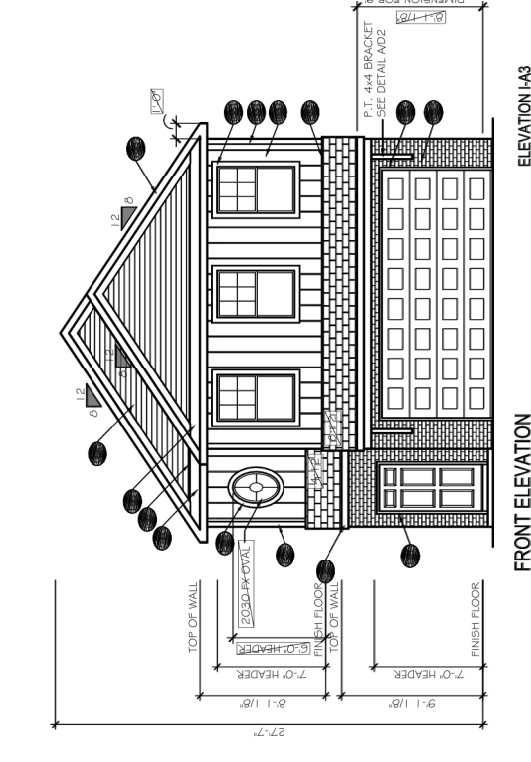 1'-0"
12
8
12
8
12
8
P.T. 4x4 BRACKET
SEE DETAIL A/D2
8'-1-1/8"
DIMENSION FOR
2030 FX OVAL
TOP OF WALL
FINISH FLOOR
TOP OF WALL
FINISH FLOOR
6'-0" HEADER
7'-0" HEADER
7'-0" HEADER
8'-1-1/8"
9'-1-1/8"
27'-7"
FRONT ELEVATION
ELEVATION I-A3